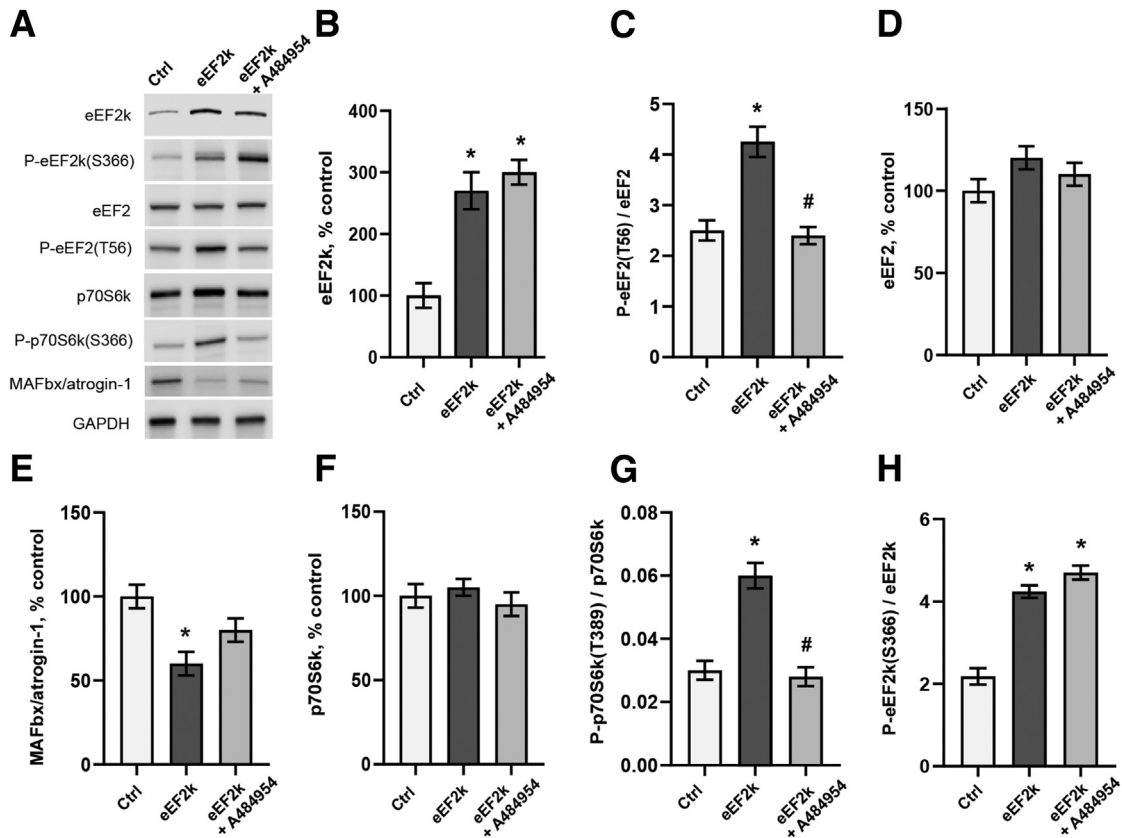 A
Ctrl
eEF2k
eEF2k
+ A484954
eEF2k
P-eEF2k(S366)
eEF2
P-eEF2(T56)
p70S6k
P-p70S6k(S366)
MAFbx/atrogin-1
GAPDH
B
eEF2k, % control
400
300
200
100
0
*
*
Ctrl
eEF2k
eEF2k
+ A484954
C
P-eEF2(T56) / eEF2
5
4
3
2
1
0
*
#
Ctrl
eEF2k
eEF2k
+ A484954
D
eEF2, % control
150
100
50
0
Ctrl
eEF2k
eEF2k
+ A484954
E
MAFbx/atrogin-1, % control
150
100
50
0
*
Ctrl
eEF2k
eEF2k
+ A484954
F
p70S6k, % control
150
100
50
0
Ctrl
eEF2k
eEF2k
+ A484954
G
P-p70S6k(T389) / p70S6k
0.08
0.06
0.04
0.02
0.00
*
#
Ctrl
eEF2k
eEF2k
+ A484954
H
P-eEF2k(S366) / eEF2k
6
4
2
0
*
*
Ctrl
eEF2k
eEF2k
+ A484954